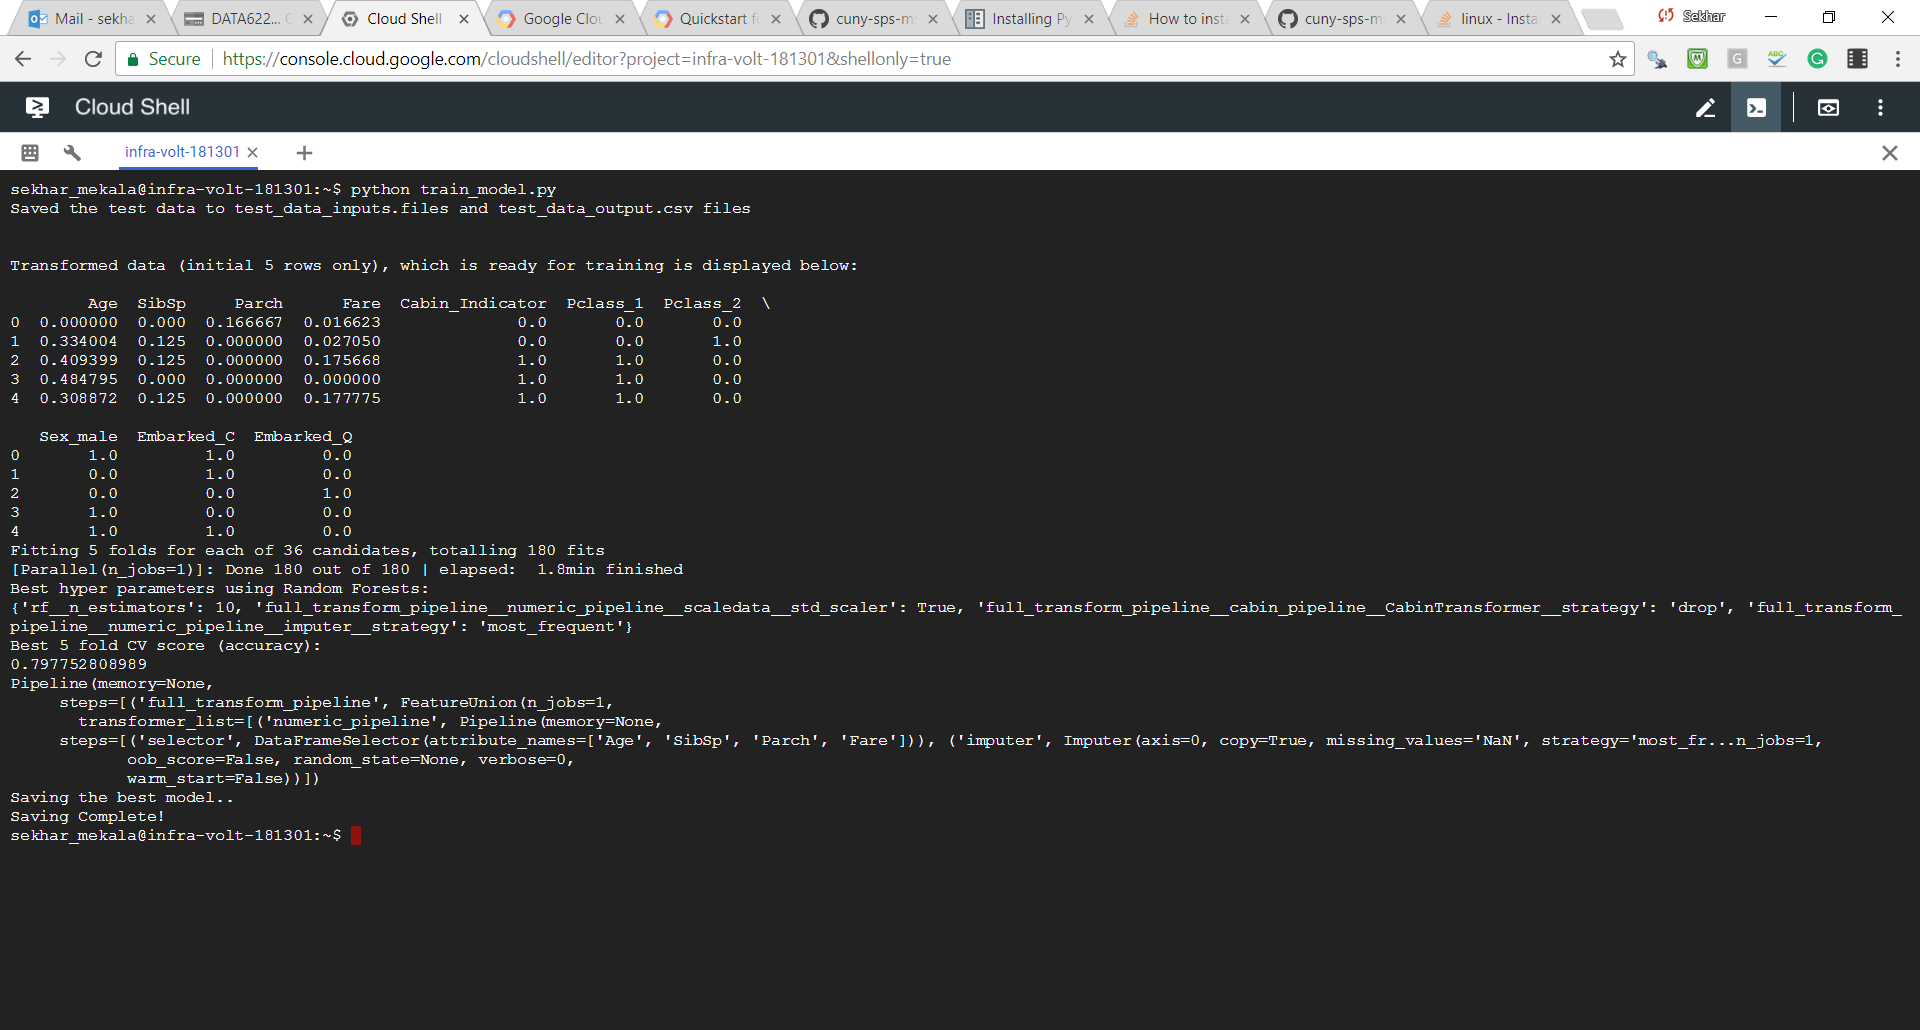 Mail - sekha DATA622... C Cloud Shell Google Clou Quickstart fo cuny-sps-ms Installing Py How to insta cuny-sps-ms linux - Instal Sekhar
Secure https://console.cloud.google.com/cloudshell/editor?project=infra-volt-181301&shellonly=true
Cloud Shell
infra-volt-181301
sekhar_mekala@infra-volt-181301:~$ python train_model.py
Saved the test data to test_data_inputs.files and test_data_output.csv files
Transformed data (initial 5 rows only), which is ready for training is displayed below:
Age SibSp Parch Fare Cabin_Indicator Pclass_1 Pclass_2 \
0 0.000000 0.000 0.166667 0.016623 0.0 0.0 0.0
1 0.334004 0.125 0.000000 0.027050 0.0 0.0 1.0
2 0.409399 0.125 0.000000 0.175668 1.0 1.0 0.0
3 0.484795 0.000 0.000000 0.000000 1.0 1.0 0.0
4 0.308872 0.125 0.000000 0.177775 1.0 1.0 0.0
Sex_male Embarked_C Embarked_Q
0 1.0 1.0 0.0
1 0.0 1.0 0.0
2 0.0 0.0 1.0
3 1.0 0.0 0.0
4 1.0 1.0 0.0
Fitting 5 folds for each of 36 candidates, totalling 180 fits
[Parallel(n_jobs=1)]: Done 180 out of 180 | elapsed: 1.8min finished
Best hyper parameters using Random Forests:
{'rf__n_estimators': 10, 'full_transform_pipeline__numeric_pipeline__scaledata__std_scaler': True, 'full_transform_pipeline__cabin_pipeline__CabinTransformer__strategy': 'drop', 'full_transform_
pipeline__numeric_pipeline__imputer__strategy': 'most_frequent'}
Best 5 fold CV score (accuracy):
0.797752808989
Pipeline(memory=None,
steps=[('full_transform_pipeline', FeatureUnion(n_jobs=1,
transformer_list=[('numeric_pipeline', Pipeline(memory=None,
steps=[('selector', DataFrameSelector(attribute_names=['Age', 'SibSp', 'Parch', 'Fare'])), ('imputer', Imputer(axis=0, copy=True, missing_values='NaN', strategy='most_fr...n_jobs=1,
oob_score=False, random_state=None, verbose=0,
warm_start=False))])
Saving the best model..
Saving Complete!
sekhar_mekala@infra-volt-181301:~$